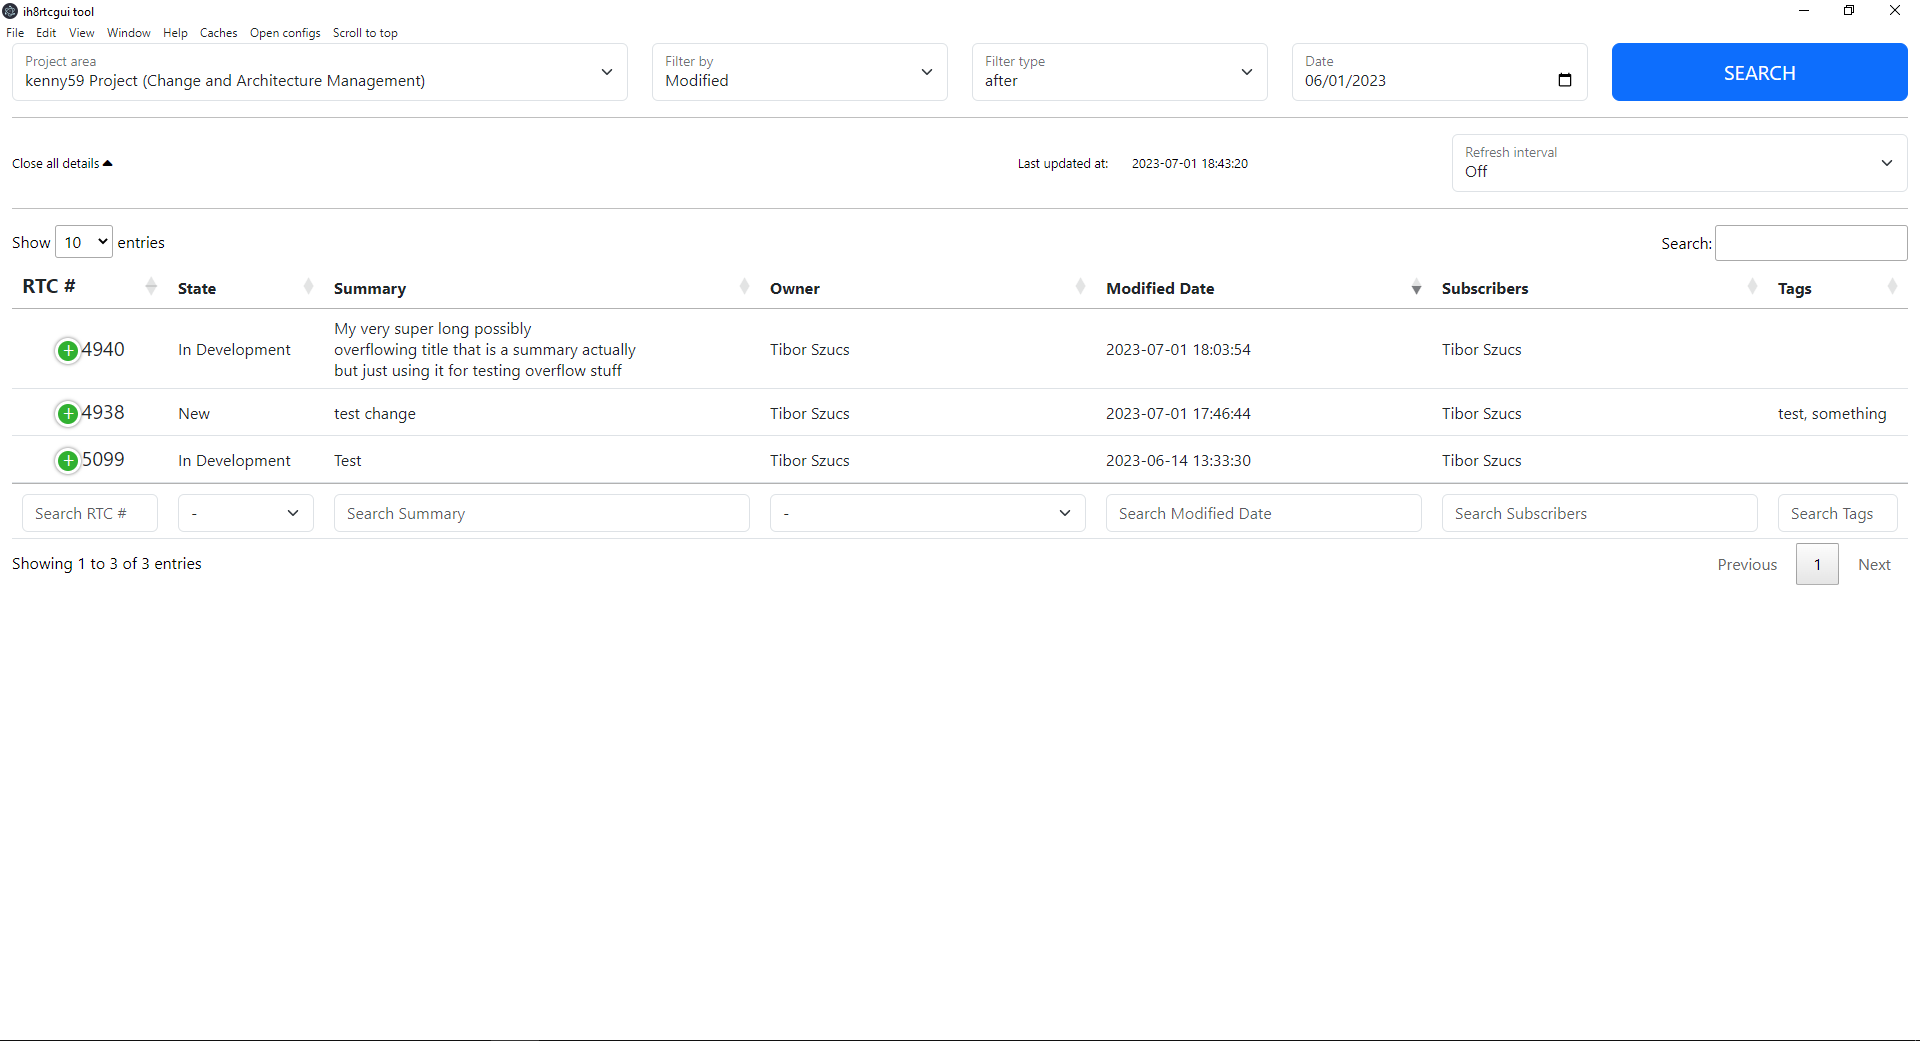 ih8rtcgui tool
File Edit View Window Help Caches Open configs Scroll to top
Project area
kenny59 Project (Change and Architecture Management)
Filter by
Modified
Filter type
after
Date
06/01/2023
SEARCH
Close all details
Last updated at: 2023-07-01 18:43:20
Refresh interval
Off
Show 10 entries
Search:
RTC # State Summary Owner Modified Date Subscribers Tags
4940 In Development My very super long possibly
overflowing title that is a summary actually
but just using it for testing overflow stuff
Tibor Szucs 2023-07-01 18:03:54 Tibor Szucs
4938 New test change Tibor Szucs 2023-07-01 17:46:44 Tibor Szucs test, something
5099 In Development Test Tibor Szucs 2023-06-14 13:33:30 Tibor Szucs
Search RTC # - Search Summary - Search Modified Date Search Subscribers Search Tags
Showing 1 to 3 of 3 entries
Previous 1 Next